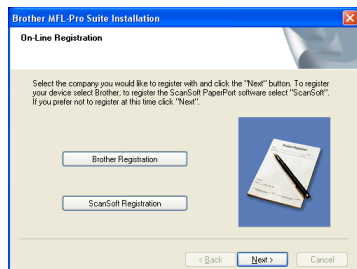 Brother MFL-Pro Suite Installation
On-Line Registration
Select the company you would like to register with and click the "Next" button. To register
your device select Brother, to register the ScanSoft PaperPort software select "ScanSoft".
If you prefer not to register at this time click "Next".
Brother Registration
ScanSoft Registration
Product Registration
< Back
Next >
Cancel